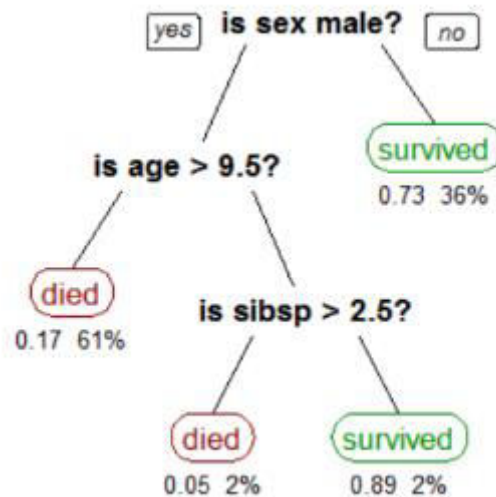 yes is sex male? no
is age > 9.5?
survived
0.73 36%
died
0.17 61%
is sibsp > 2.5?
died
0.05 2%
survived
0.89 2%